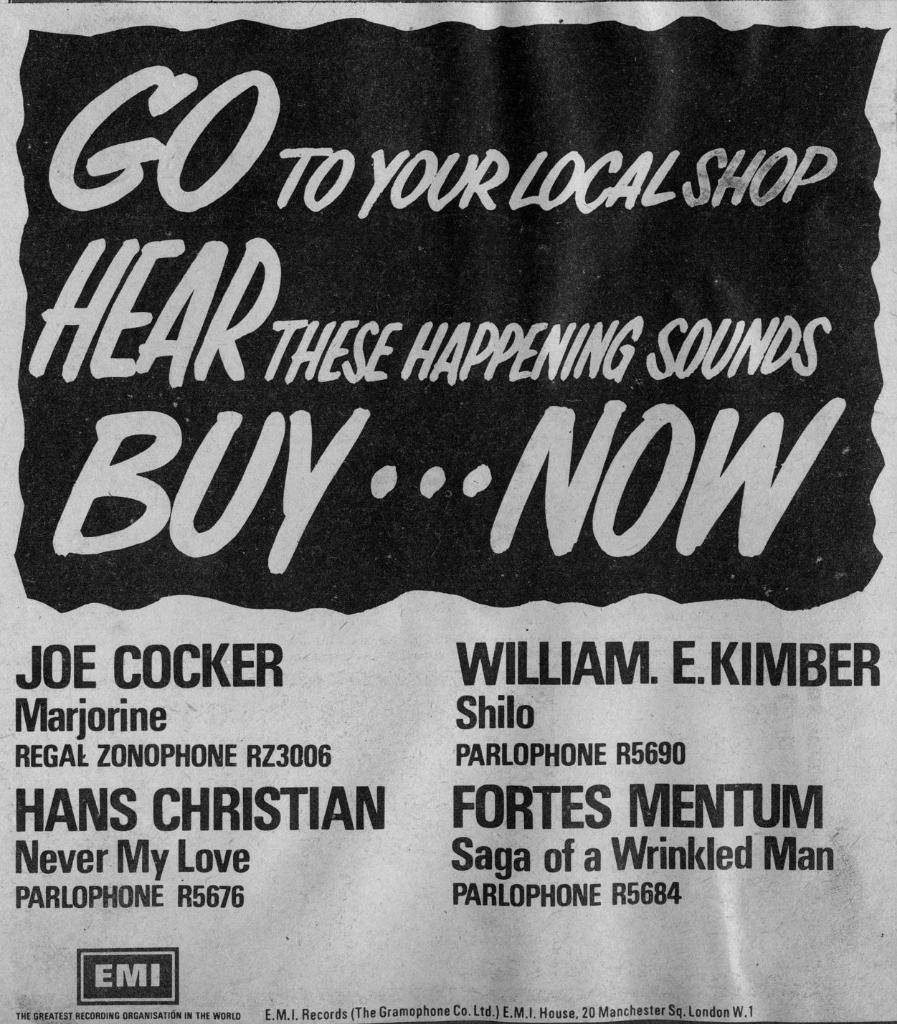 GO TO YOUR LOCAL SHOP
HEAR THESE HAPPENING SOUNDS
BUY...NOW
JOE COCKER
Marjorine
REGAL ZONOPHONE RZ3006
HANS CHRISTIAN
Never My Love
PARLOPHONE R5676
WILLIAM. E. KIMBER
Shilo
PARLOPHONE R5690
FORTES MENTUM
Saga of a Wrinkled Man
PARLOPHONE R5684
EMI
THE GREATEST RECORDING ORGANISATION IN THE WORLD
E.M.I. Records (The Gramophone Co. Ltd.) E.M.I. House, 20 Manchester Sq. London W.1